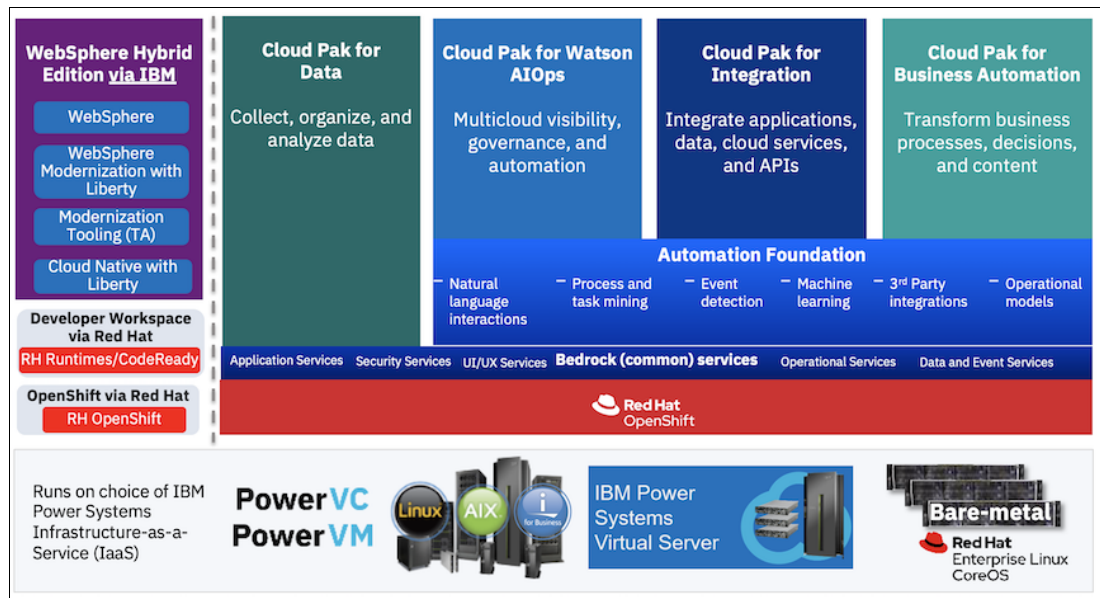 WebSphere Hybrid
Edition via IBM
WebSphere
WebSphere
Modernization with
Liberty
Modernization
Tooling (TA)
Cloud Native with
Liberty
Developer Workspace
via Red Hat
RH Runtimes/CodeReady
OpenShift via Red Hat
RH OpenShift
Cloud Pak for
Data
Collect, organize, and
analyze data
Cloud Pak for Watson
AIOps
Multicloud visibility,
governance, and
automation
Cloud Pak for
Integration
Integrate applications,
data, cloud services,
and APIs
Cloud Pak for
Business Automation
Transform business
processes, decisions,
and content
Automation Foundation
– Natural
language
interactions
– Process and
task mining
– Event
detection
– Machine
learning
– 3rd Party
integrations
– Operational
models
Application Services
Security Services
UI/UX Services
Bedrock (common) services
Operational Services
Data and Event Services
Red Hat
OpenShift
Runs on choice of IBM
Power Systems
Infrastructure-as-a-
Service (IaaS)
PowerVC
PowerVM
Linux
AIX
i
for Business
IBM Power
Systems
Virtual Server
Bare-metal
Red Hat
Enterprise Linux
CoreOS